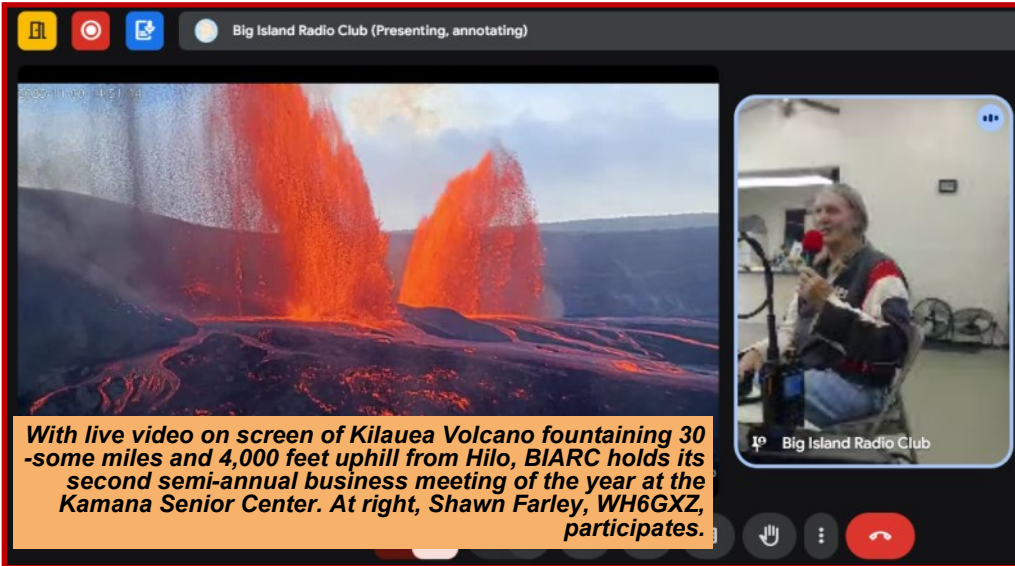 Big Island Radio Club (Presenting, annotating)
With live video on screen of Kilauea Volcano fountaining 30
-some miles and 4,000 feet uphill from Hilo, BIARC holds its
second semi-annual business meeting of the year at the
Kamana Senior Center. At right, Shawn Farley, WH6GXZ,
participates.
Big Island Radio Club